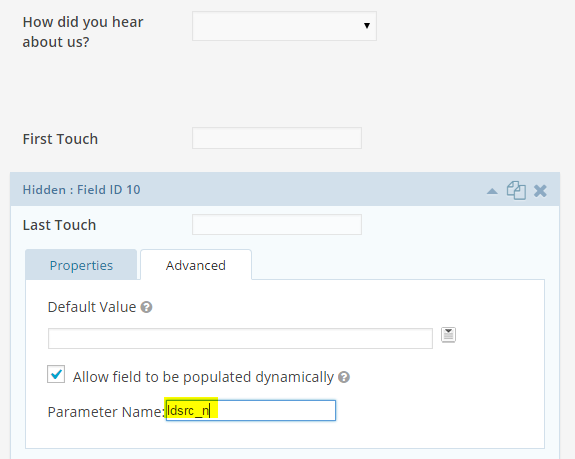 How did you hear
about us?
First Touch
Hidden : Field ID 10
Last Touch
Properties
Advanced
Default Value ?
Allow field to be populated dynamically ?
Parameter Name: ldsrc_n